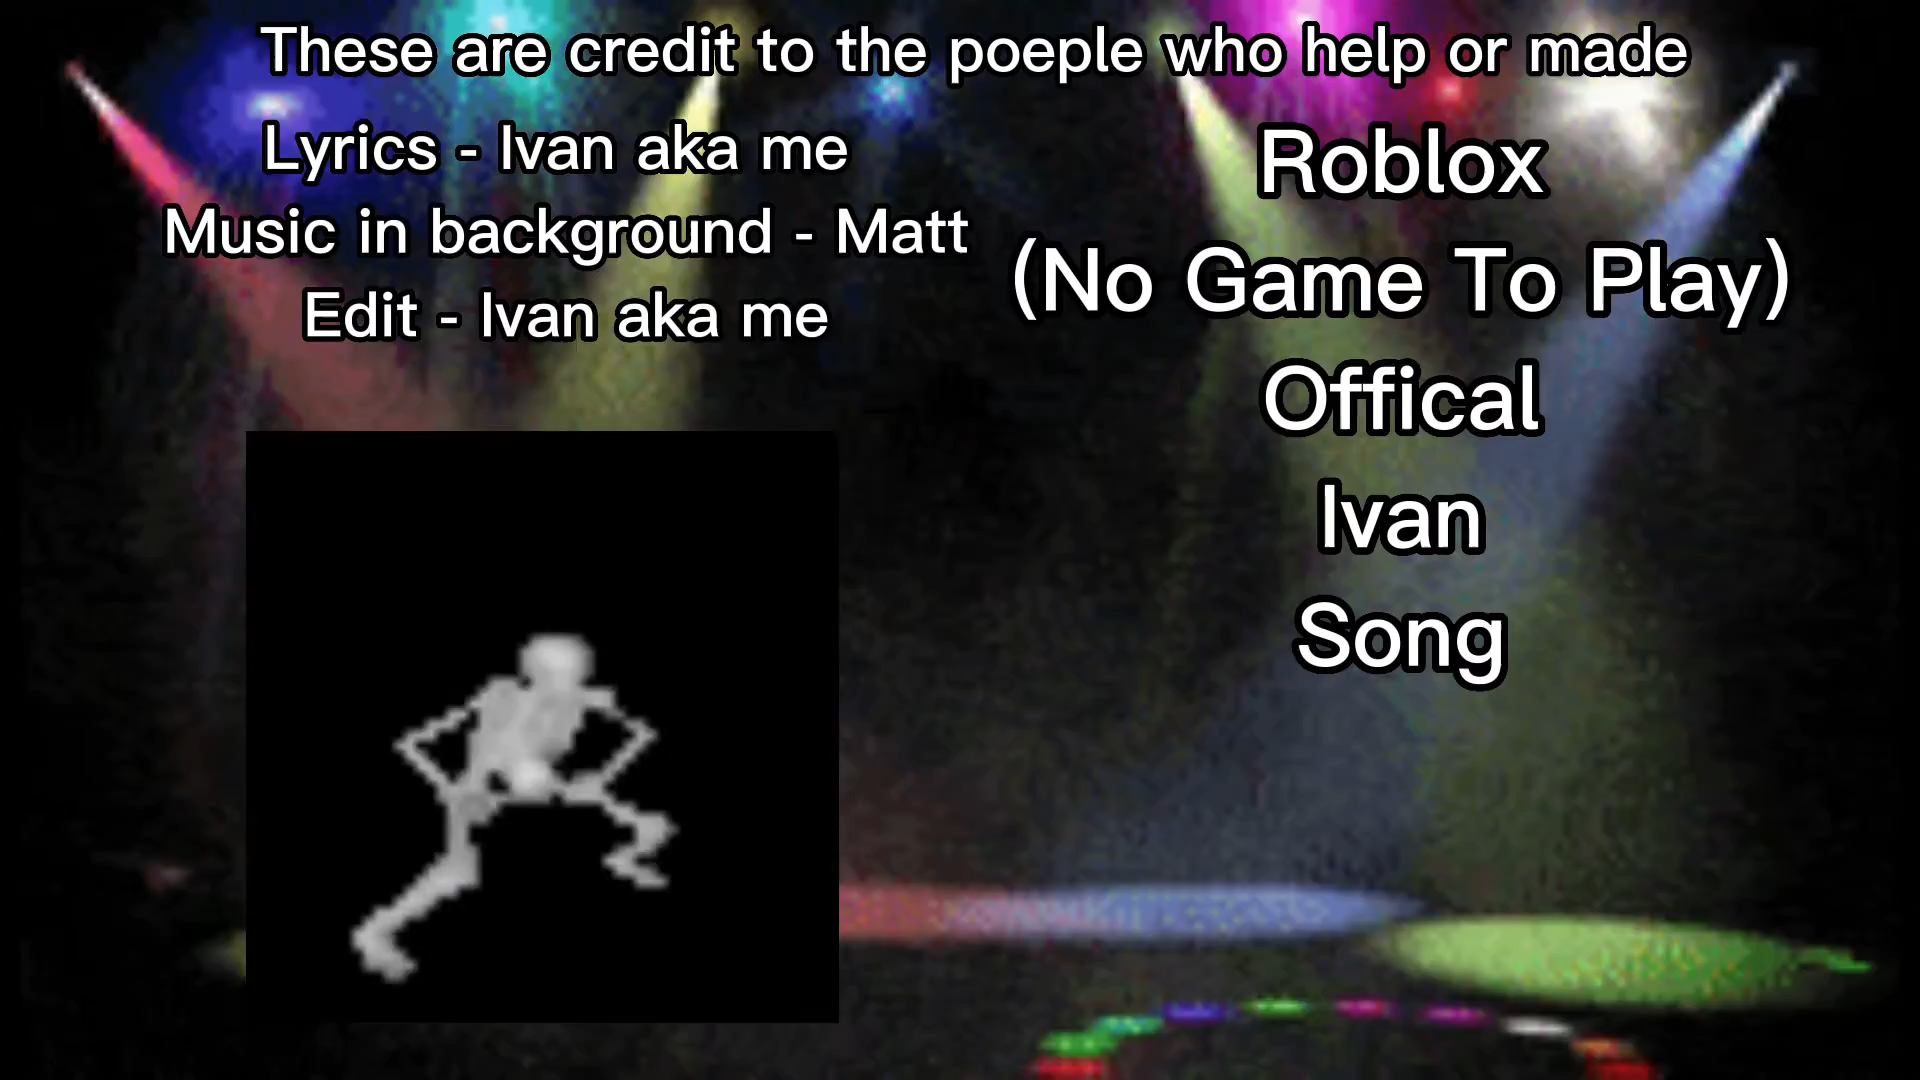 These are credit to the poeple who help or made
Lyrics - Ivan aka me
Music in background - Matt
Edit - Ivan aka me
Roblox
(No Game To Play)
Offical
Ivan
Song